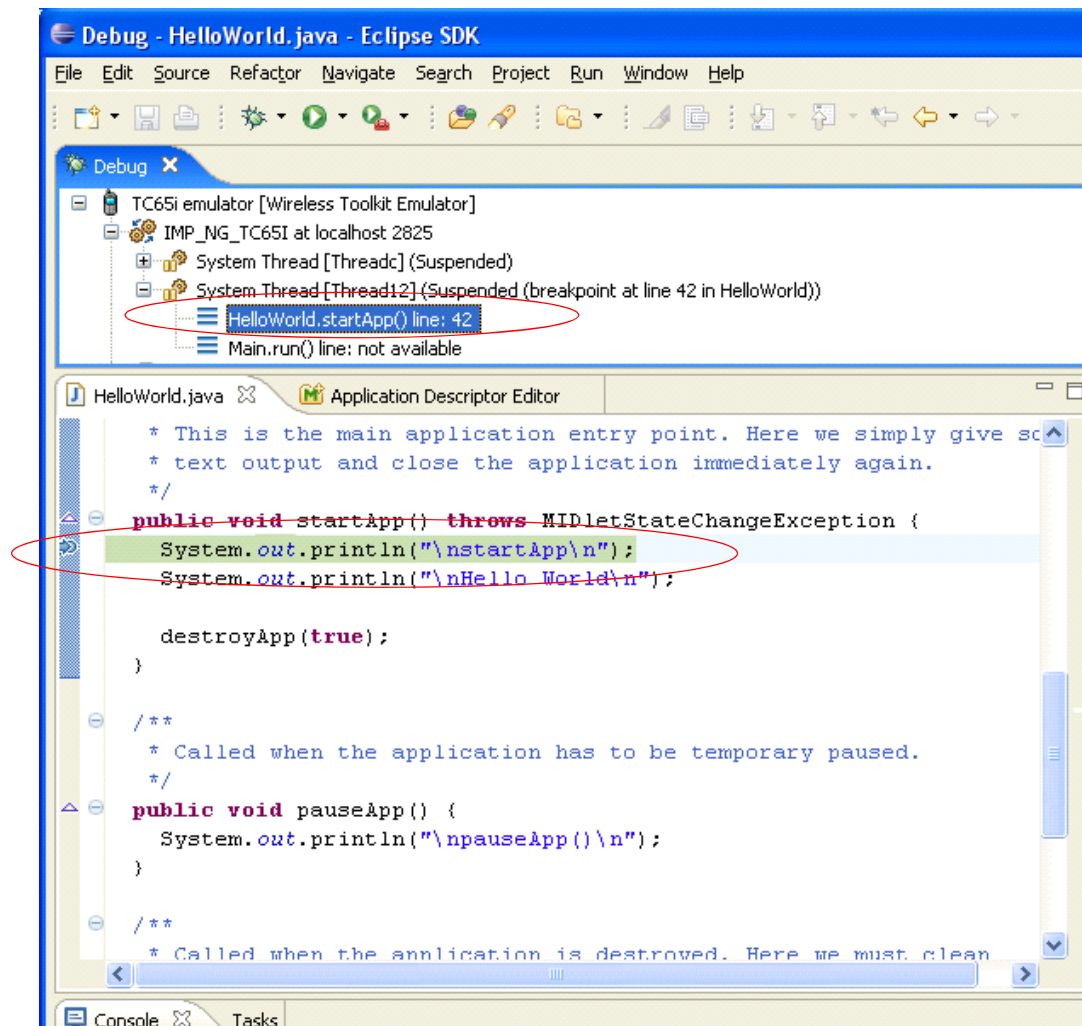 Debug - HelloWorld.java - Eclipse SDK
File Edit Source Refactor Navigate Search Project Run Window Help
Debug
TC65i emulator [Wireless Toolkit Emulator]
IMP_NG_TC65I at localhost 2825
System Thread [Threadc] (Suspended)
System Thread [Thread12] (Suspended (breakpoint at line 42 in HelloWorld))
HelloWorld.startApp() line: 42
Main.run() line: not available
HelloWorld.java Application Descriptor Editor
* This is the main application entry point. Here we simply give
* text output and close the application immediately again.
*/
public void startApp() throws MIDletStateChangeException {
System.out.println("\nstartApp\n");
System.out.println("\nHello World\n");
destroyApp(true);
}
/**
* Called when the application has to be temporary paused.
*/
public void pauseApp() {
System.out.println("\npauseApp()\n");
}
/**
* Called when the application is destroyed. Here we must clean
Console Tasks